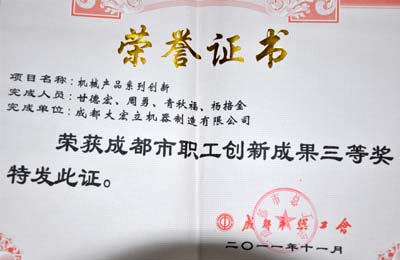 荣誉证书
项目名称：机械产品系列创新
完成人员：甘德宏、周勇、青秋福、杨搭金
完成单位：成都大宏立机器制造有限公司
荣获成都市职工创新成果三等奖
特发此证。
成都市总工会
二〇一一年十一月